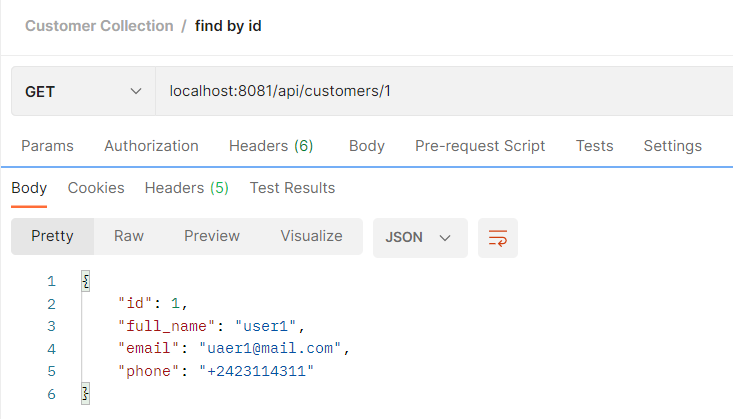 Customer Collection / find by id
GET localhost:8081/api/customers/1
Params Authorization Headers (6) Body Pre-request Script Tests Settings
Body Cookies Headers (5) Test Results
Pretty Raw Preview Visualize JSON
1 {
2 "id": 1,
3 "full_name": "user1",
4 "email": "uaer1@mail.com",
5 "phone": "+2423114311"
6 }